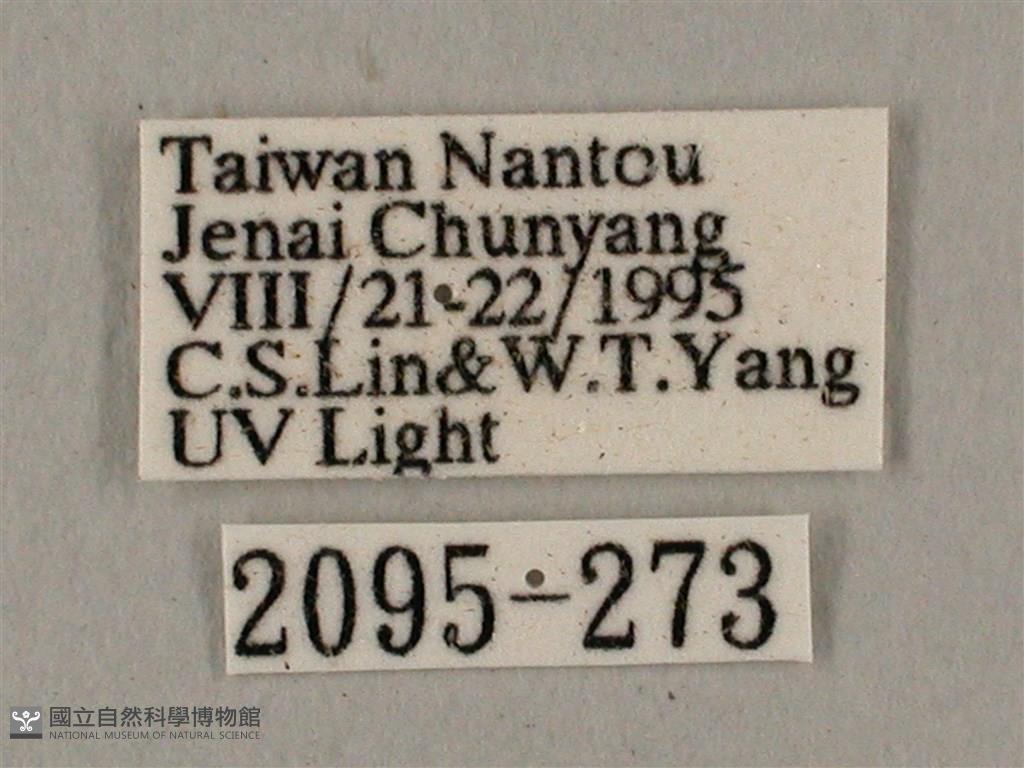 Taiwan Nantou
Jenai Chunyang
VIII/21-22/1995
C.S.Lin&W.T.Yang
UV Light
2095-273
國立自然科學博物館
NATIONAL MUSEUM OF NATURAL SCIENCE